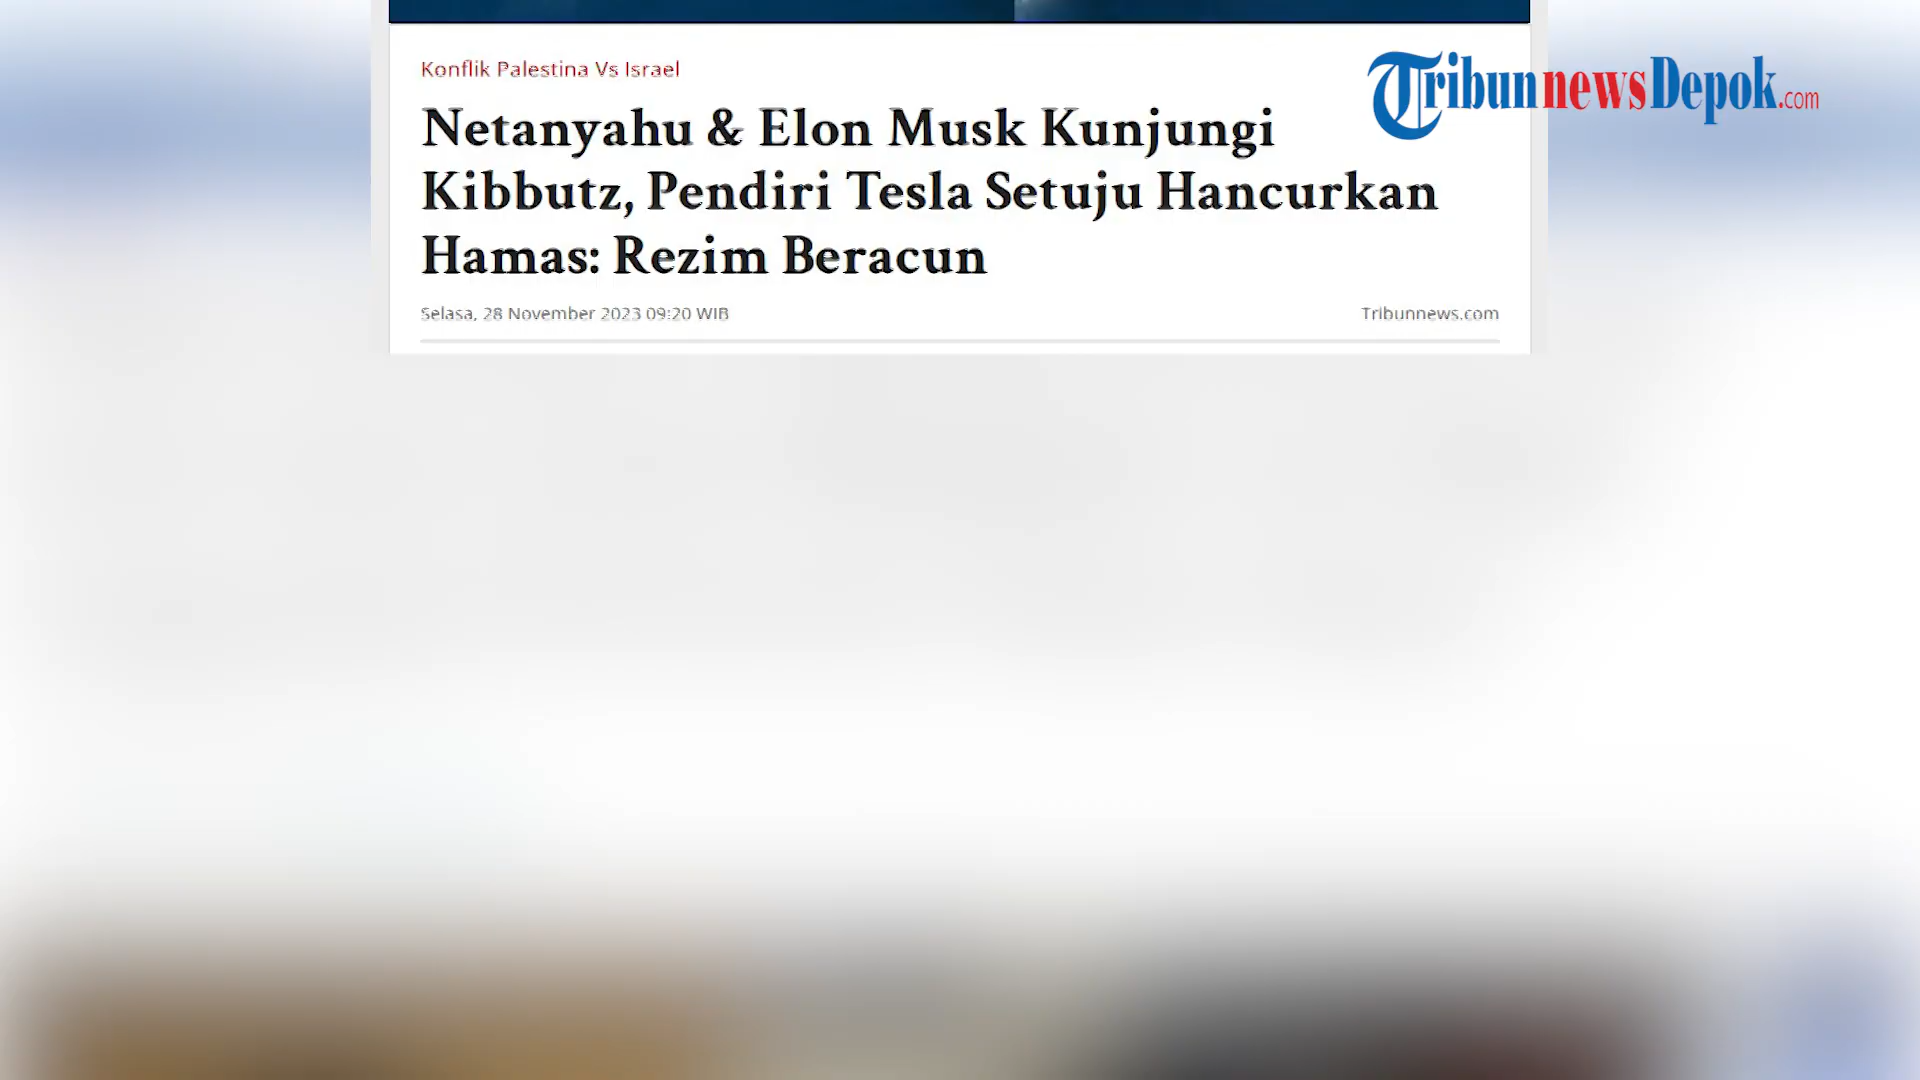 Konflik Palestina Vs Israel
TribunnewsDepok.com
Netanyahu & Elon Musk Kunjungi
Kibbutz, Pendiri Tesla Setuju Hancurkan
Hamas: Rezim Beracun
Selasa, 28 November 2023 09:20 WIB
Tribunnews.com